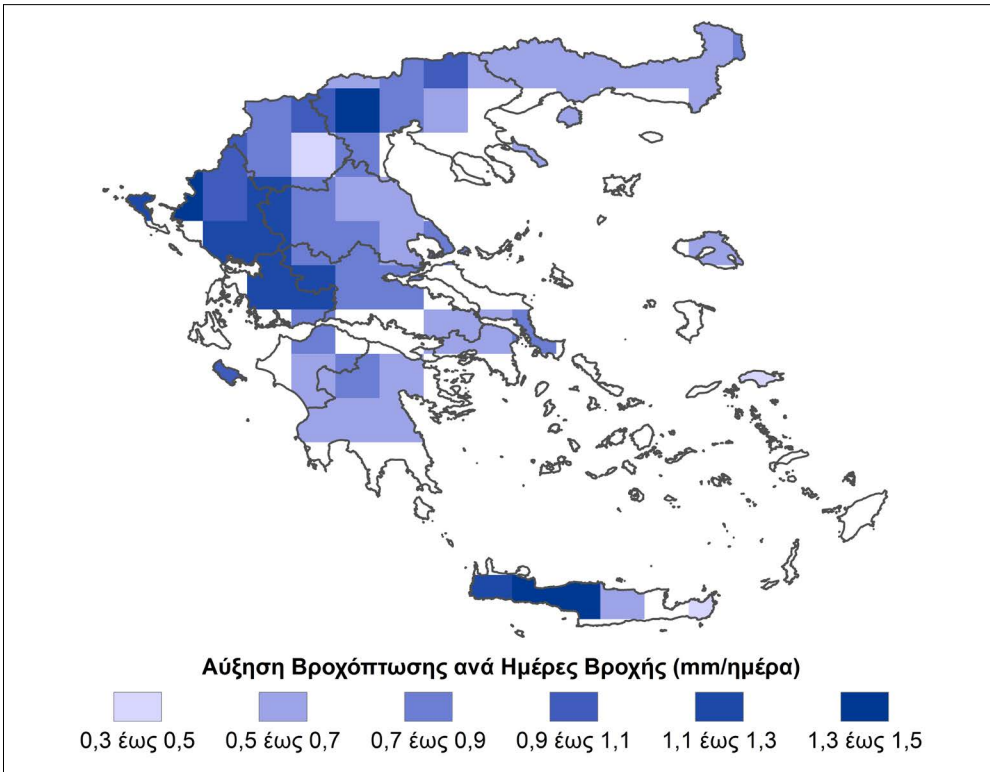 Αύξηση Βροχόπτωσης ανά Ημέρες Βροχής (mm/ημέρα)
0,3 έως 0,5 0,5 έως 0,7 0,7 έως 0,9 0,9 έως 1,1 1,1 έως 1,3 1,3 έως 1,5